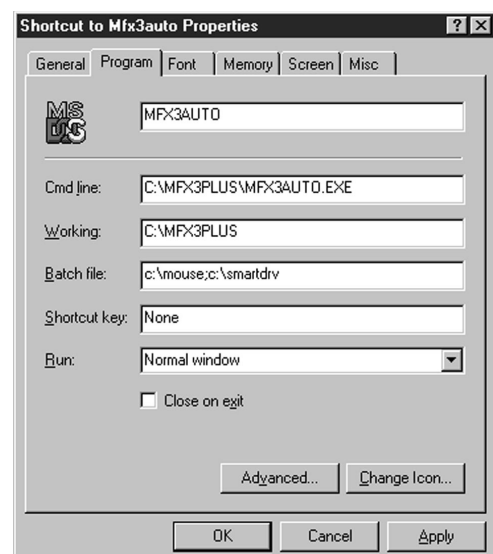 Shortcut to Mfx3auto Properties ? ×
General Program Font Memory Screen Misc
MS DOS MFX3AUTO
Cmd line: C:\MFX3PLUS\MFX3AUTO.EXE
Working: C:\MFX3PLUS
Batch file: c:\mouse;c:\smartdrv
Shortcut key: None
Run: Normal window
Close on exit
Advanced... Change Icon...
OK Cancel Apply